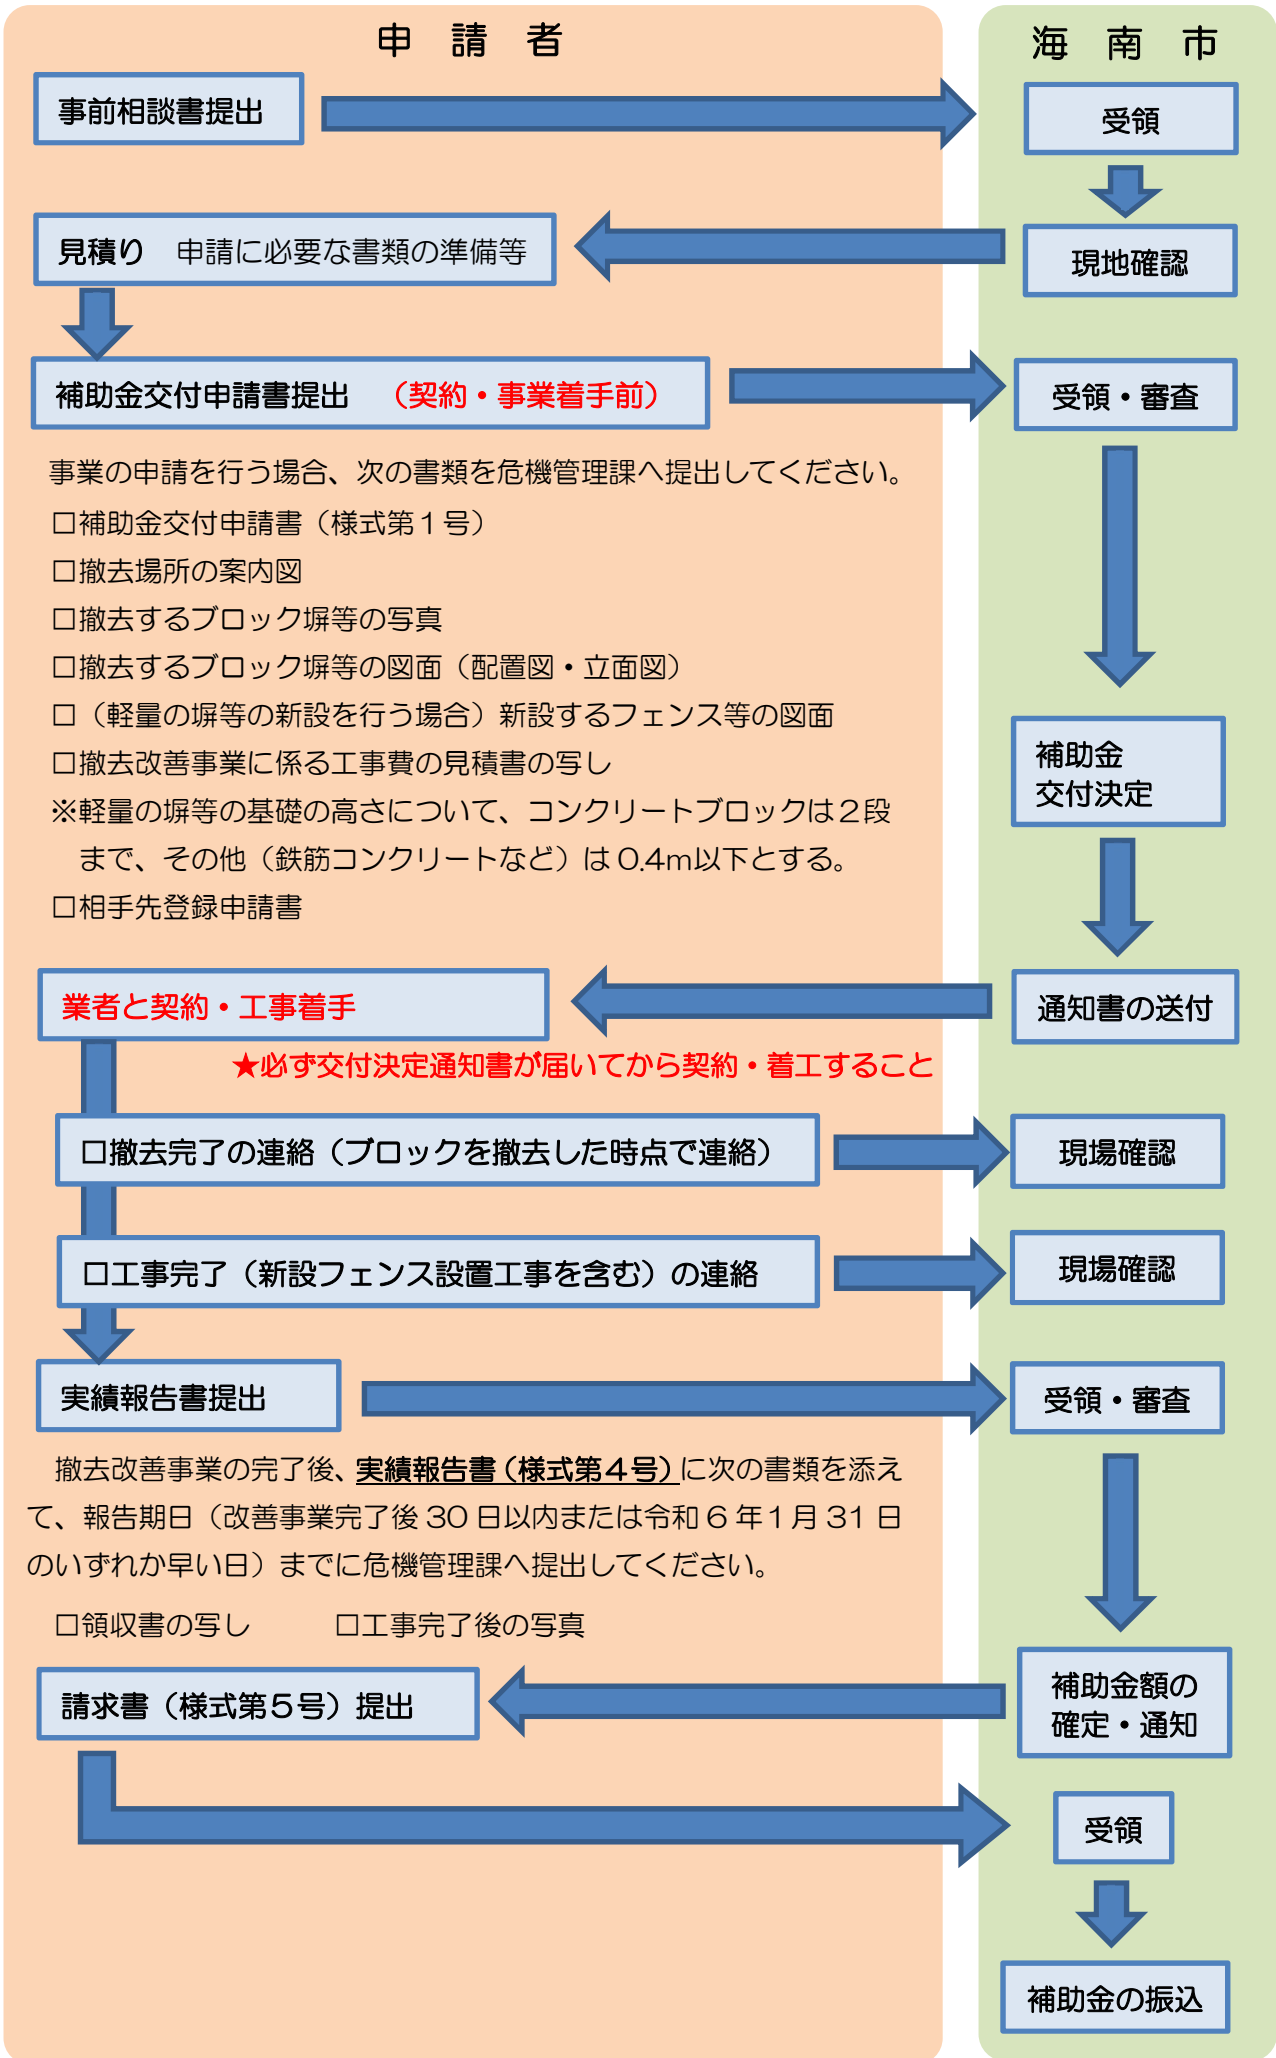 申　請　者
海　南　市
事前相談書提出
受領
見積り　申請に必要な書類の準備等
現地確認
補助金交付申請書提出　（契約・事業着手前）
受領・審査
事業の申請を行う場合、次の書類を危機管理課へ提出してください。
□補助金交付申請書（様式第１号）
□撤去場所の案内図
□撤去するブロック塀等の写真
□撤去するブロック塀等の図面（配置図・立面図）
□（軽量の塀等の新設を行う場合）新設するフェンス等の図面
□撤去改善事業に係る工事費の見積書の写し
※軽量の塀等の基礎の高さについて、コンクリートブロックは２段
まで、その他（鉄筋コンクリートなど）は 0.4m以下とする。
□相手先登録申請書
補助金
交付決定
業者と契約・工事着手
通知書の送付
★必ず交付決定通知書が届いてから契約・着工すること
□撤去完了の連絡（ブロックを撤去した時点で連絡）
現場確認
□工事完了（新設フェンス設置工事を含む）の連絡
現場確認
実績報告書提出
受領・審査
撤去改善事業の完了後、実績報告書（様式第４号）に次の書類を添え
て、報告期日（改善事業完了後 30 日以内または令和 6 年 1 月 31 日
のいずれか早い日）までに危機管理課へ提出してください。
□領収書の写し　　　□工事完了後の写真
請求書（様式第５号）提出
補助金額の
確定・通知
受領
補助金の振込